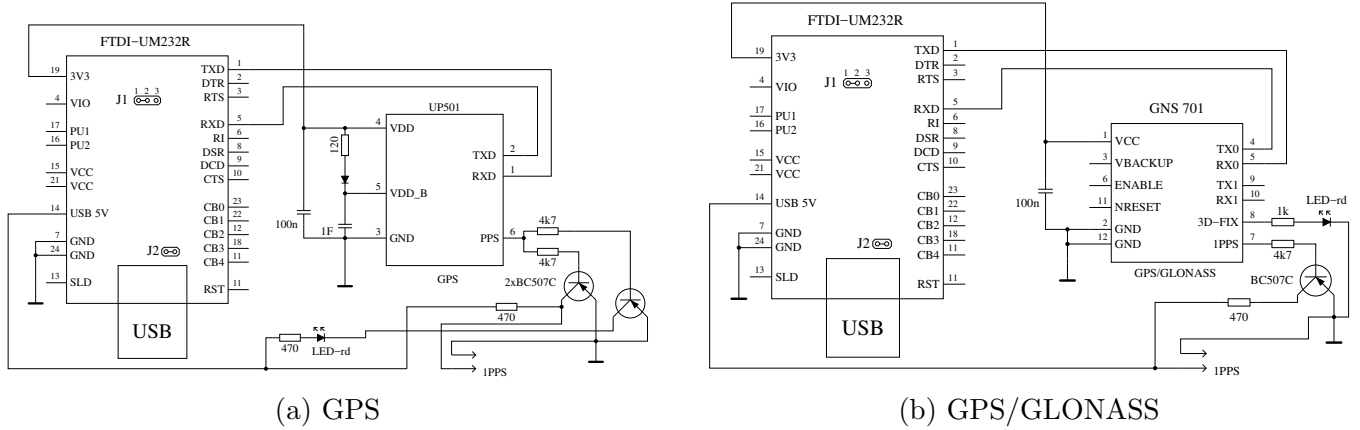 FTDI−UM232R
19 3V3
4 VIO
17 PU1
16 PU2
15 VCC
21 VCC
14 USB 5V
7 GND
24 GND
13 SLD
J1 1 2 3
J2
TXD 1
DTR 2
RTS 3
RXD 5
RI 6
DSR 8
DCD 9
CTS 10
CB0 23
CB1 22
CB2 12
CB3 18
CB4 11
RST 11
USB
UP501
4 VDD
5 VDD_B
3 GND
TXD 2
RXD 1
PPS 6
GPS
120
1F
100n
4k7
4k7
2xBC507C
470
470
LED−rd
1PPS
(a) GPS
FTDI−UM232R
19 3V3
4 VIO
17 PU1
16 PU2
15 VCC
21 VCC
14 USB 5V
7 GND
24 GND
13 SLD
J1 1 2 3
J2
TXD 1
DTR 2
RTS 3
RXD 5
RI 6
DSR 8
DCD 9
CTS 10
CB0 23
CB1 22
CB2 12
CB3 18
CB4 11
RST 11
USB
GNS 701
1 VCC
3 VBACKUP
6 ENABLE
11 NRESET
2 GND
12 GND
TX0 4
RX0 5
TX1 9
RX1 10
3D−FIX 8
1PPS 7
GPS/GLONASS
100n
1k
LED−rd
4k7
BC507C
470
1PPS
(b) GPS/GLONASS